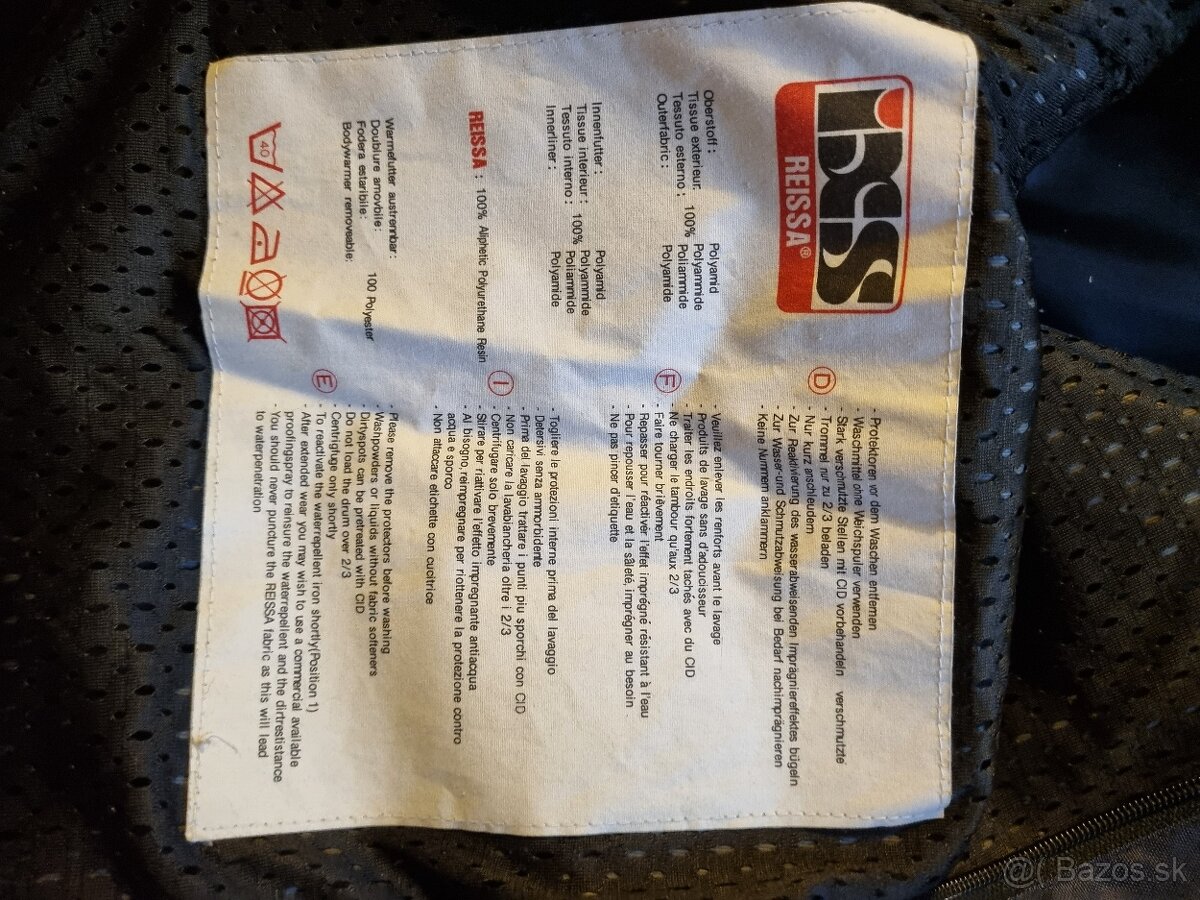 iXS
REISSA®
Oberstoff :
Tissue exterieur:
Tessuto esterno : 100%
Outerfabric :
Polyamid
Polyammide
Poliammide
Polyamide
Innenfutter :
Tissue interieur :
Tessuto interno : 100%
Innerliner :
Polyamid
Polyammide
Poliammide
Polyamide
REISSA : 100% Aliphetic Polyurethane Resin
Warmefutter austrennbar :
Doublure amovbile :
Fodera estaribile:
Bodywarmer removeable:
100 Polyester
40
D
- Protektoren vor dem Waschen entfernen
- Waschmittel ohne Weichspuler verwenden
- Stark verschmutzte Stellen mit CID vorbehandeln verschmutzte
- Trommel nur zu 2/3 beladen
- Nur kurz anschleudern
- Zur Reaktivierung des wasserabweisenden Imprägniereffektes bügeln
- Zur Wasser-und Schmutzabweisung bei Bedarf nachimprägnieren
- Keine Nummern anklammern
F
- Veuillez enlever les renforts avant le lavage
- Produits de lavage sans d'adoucisseur
- Traiter les endroits fortement tachés avec du CID
- Ne charger le tambour qu'aux 2/3
- Faire tourner brièvement
- Repasser pour réactiver l'effet imprégné résistant à l'eau
- Pour repousser l'eau et la sâleté, imprégner au besoin
- Ne pas pincer d'etiquette
I
- Togliere le protezioni interne prima del lavaggio
- Detersivi senza ammorbidente
- Prima del lavaggio trattare i punti piu sporchi con CID
- Non caricare la lavabiancheria oltre i 2/3
- Centrifugare solo brevemente
- Stirare per riattivare l'effetto impregnante antiacqua
- Al bisogno, reimpregnare per riottenere la protezione contro
acqua e sporco
- Non attaccare etichette con cucitrice
E
- Please remove the protectors before washing
- Washpowders or liquids without fabric softeners
- Dirtyspots can be pretreated with CID
- Do not load the drum over 2/3
- Centrigfuge only shortly
- To reactivate the waterrepellent iron shortly(Position 1)
- After extended wear you may wish to use a commercial available
proofingspray to reinsure the waterrepellent and the dirtrestistance
- You should never puncture the REISSA fabric as this will lead
to waterpenetration
@( Bazos.sk